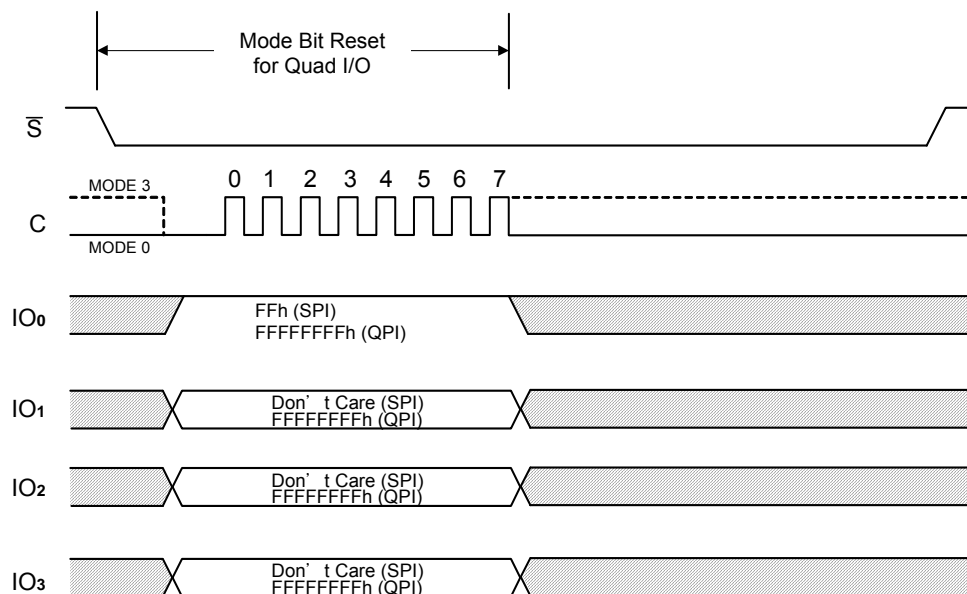 Mode Bit Reset
for Quad I/O
S
MODE 3
0 1 2 3 4 5 6 7
C
MODE 0
IO0
FFh (SPI)
FFFFFFFFh (QPI)
IO1
Don’t Care (SPI)
FFFFFFFFh (QPI)
IO2
Don’t Care (SPI)
FFFFFFFFh (QPI)
IO3
Don’t Care (SPI)
FFFFFFFFh (QPI)